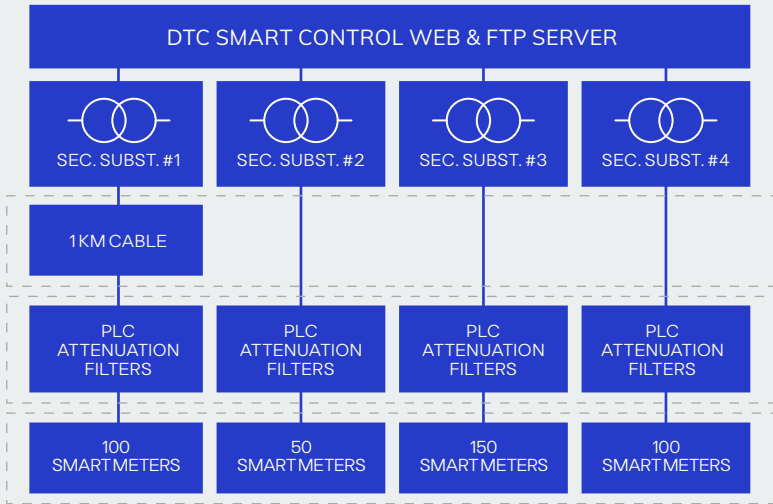 DTC SMART CONTROL WEB & FTP SERVER
SEC. SUBST. #1
SEC. SUBST. #2
SEC. SUBST. #3
SEC. SUBST. #4
1 KM CABLE
PLC
ATTENUATION
FILTERS
PLC
ATTENUATION
FILTERS
PLC
ATTENUATION
FILTERS
PLC
ATTENUATION
FILTERS
100
SMART METERS
50
SMART METERS
150
SMART METERS
100
SMART METERS